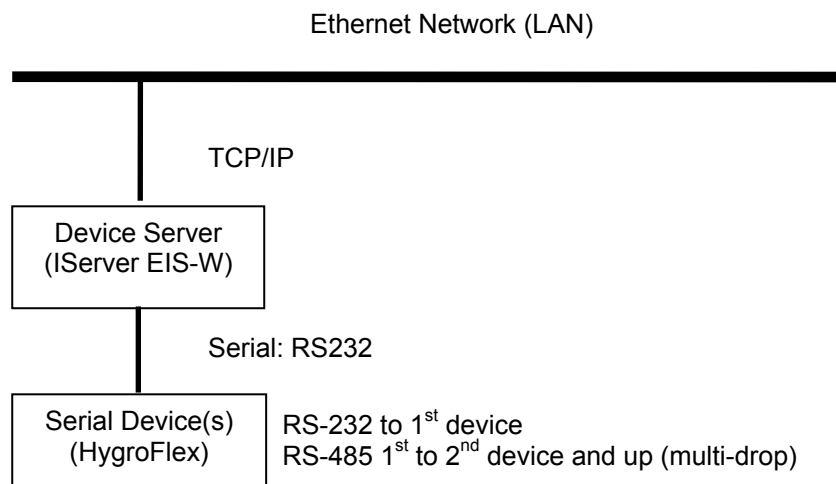 Ethernet Network (LAN)
TCP/IP
Device Server
(IServer EIS-W)
Serial: RS232
Serial Device(s)
(HygroFlex)
RS-232 to 1st device
RS-485 1st to 2nd device and up (multi-drop)